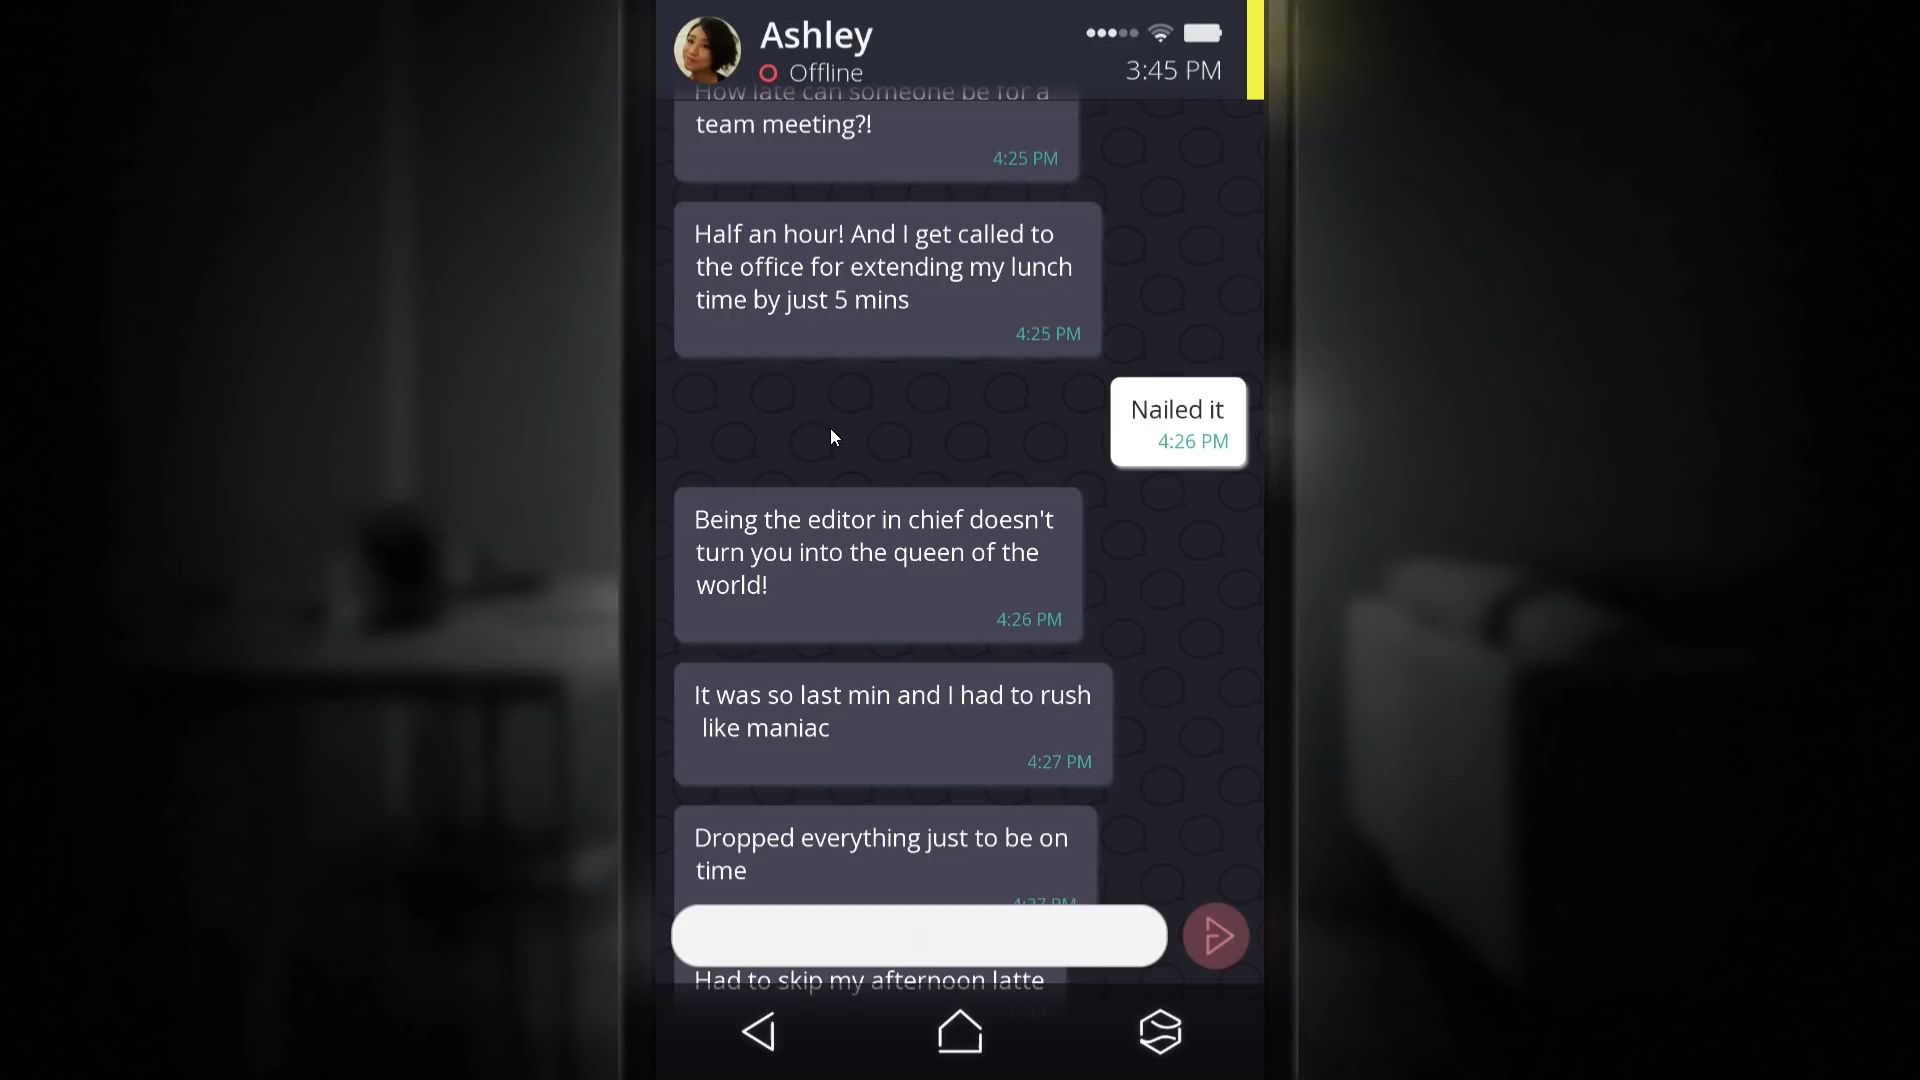 Ashley
Offline
3:45 PM
How late can someone be for a
team meeting?!
4:25 PM
Half an hour! And I get called to
the office for extending my lunch
time by just 5 mins
4:25 PM
Nailed it
4:26 PM
Being the editor in chief doesn't
turn you into the queen of the
world!
4:26 PM
It was so last min and I had to rush
like maniac
4:27 PM
Dropped everything just to be on
time
4:27 PM
Had to skip my afternoon latte